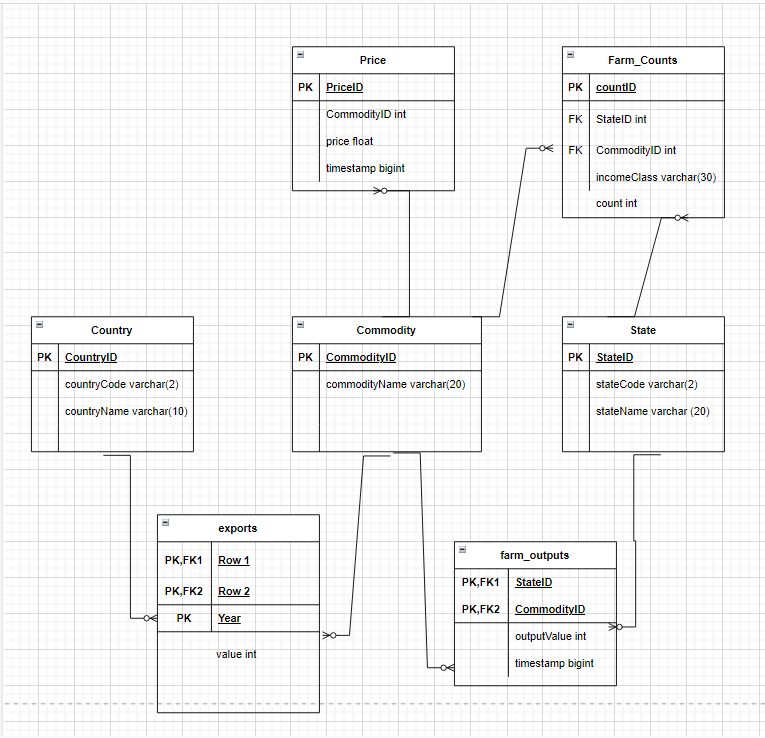 Price
PK PriceID
CommodityID int
price float
timestamp bigint
Farm_Counts
PK countID
FK StateID int
FK CommodityID int
incomeClass varchar(30)
count int
Country
PK CountryID
countryCode varchar(2)
countryName varchar(10)
Commodity
PK CommodityID
commodityName varchar(20)
State
PK StateID
stateCode varchar(2)
stateName varchar (20)
exports
PK,FK1 Row 1
PK,FK2 Row 2
PK Year
value int
farm_outputs
PK,FK1 StateID
PK,FK2 CommodityID
outputValue int
timestamp bigint